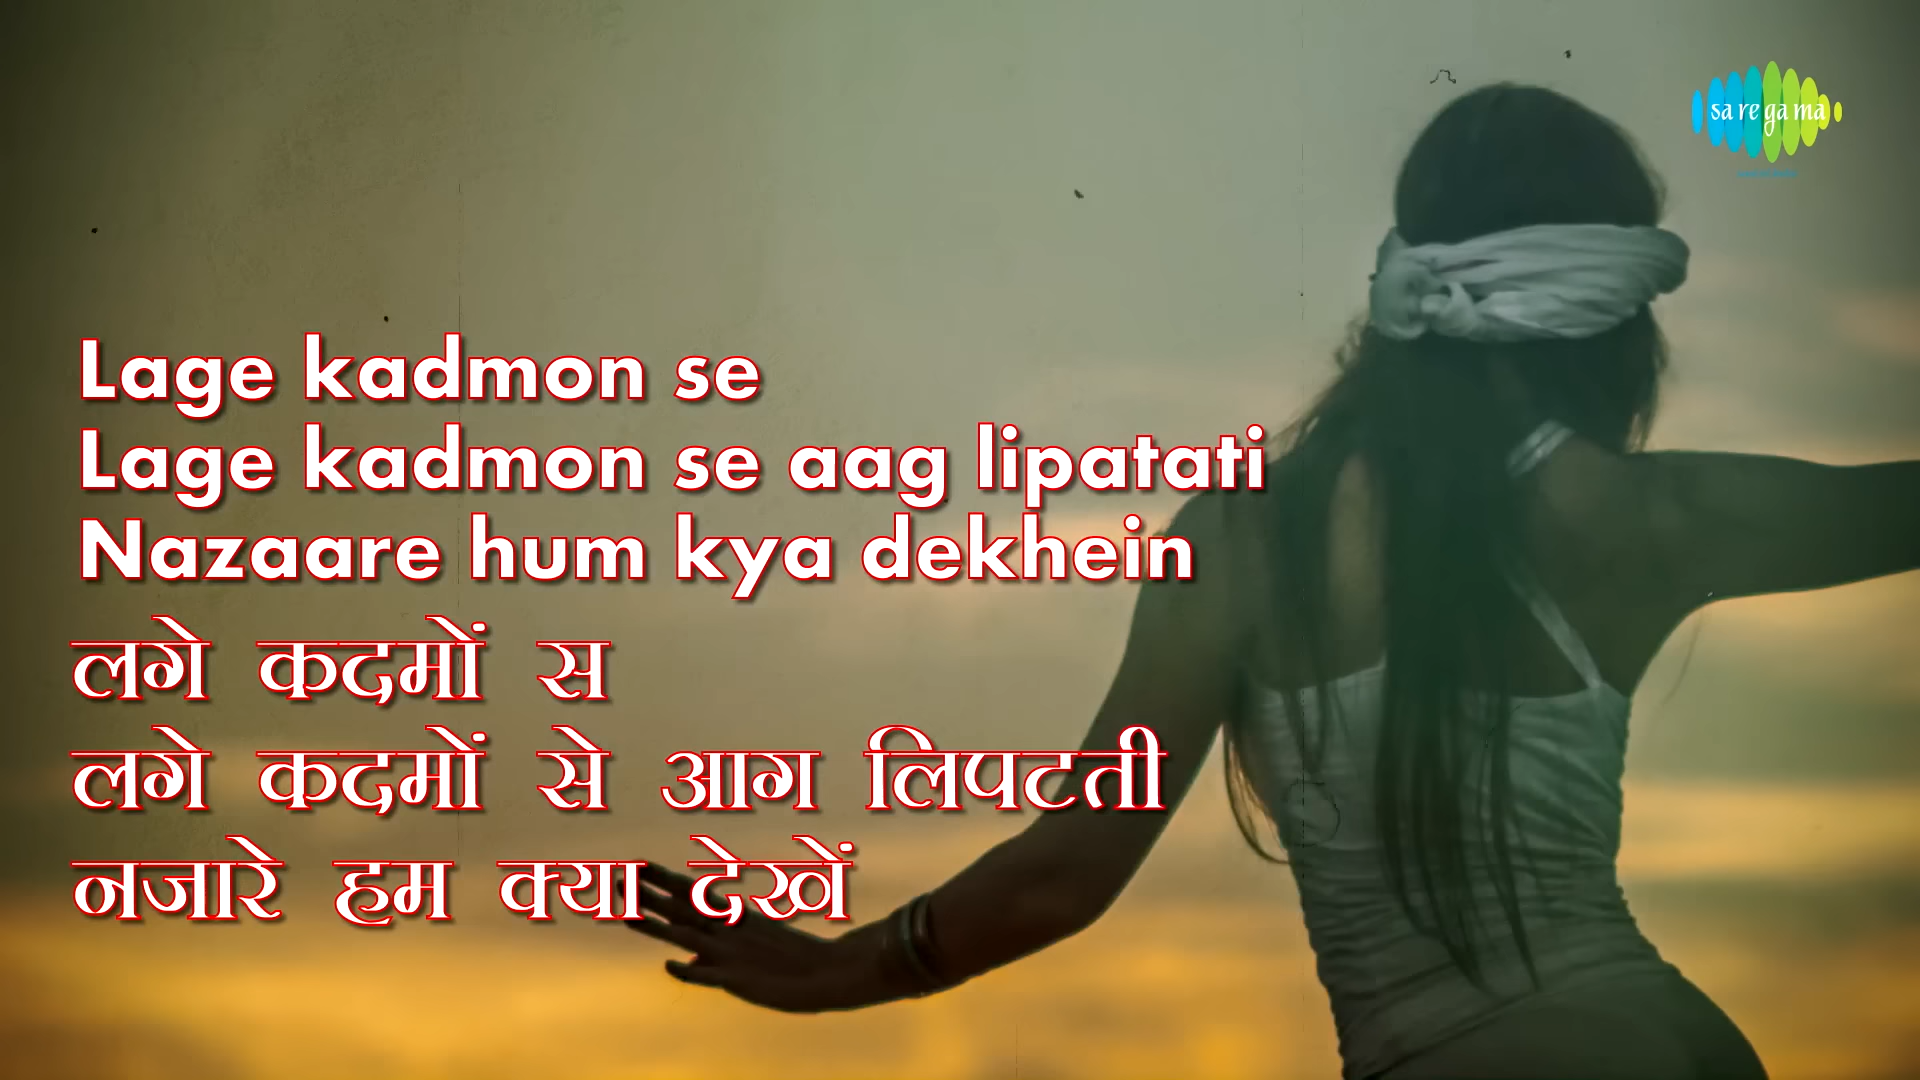 sa re ga ma
Lage kadmon se
Lage kadmon se aag lipatati
Nazaare hum kya dekhein
लगे कदमों स
लगे कदमों से आग लिपटती
नजारे हम क्या देखें